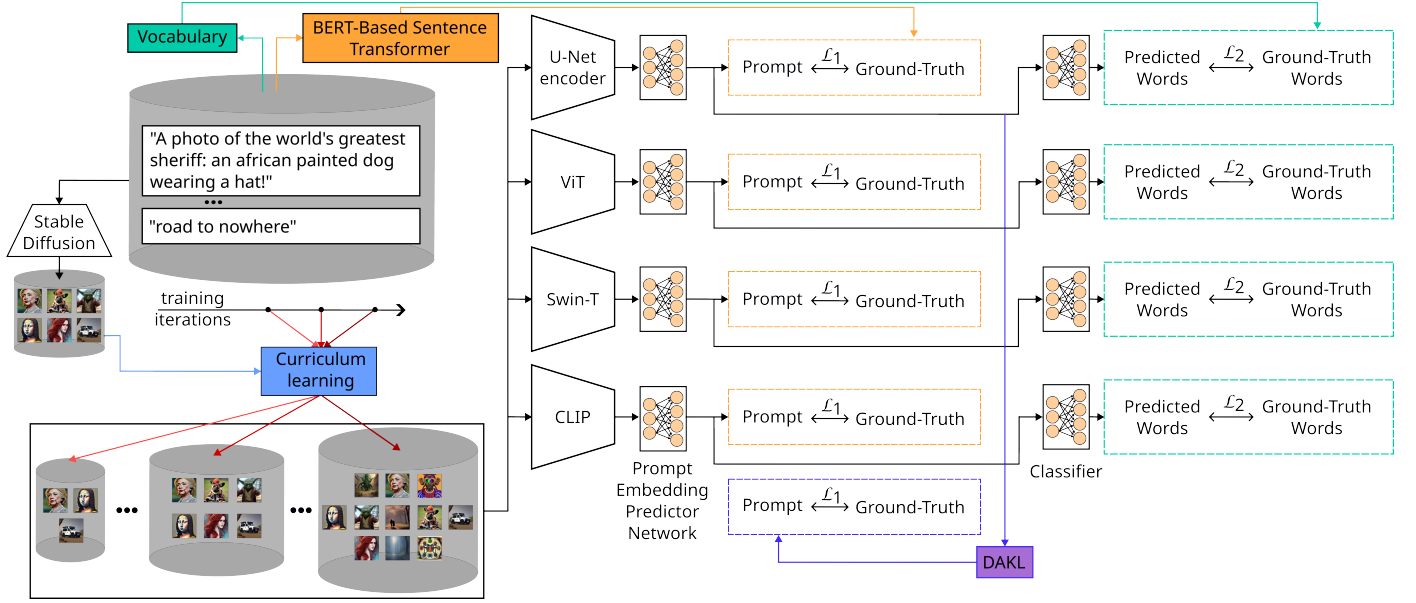 Vocabulary
BERT-Based Sentence
Transformer
"A photo of the world's greatest
sheriff: an african painted dog
wearing a hat!"
...
"road to nowhere"
Stable
Diffusion
training
iterations
Curriculum
learning
...
...
U-Net
encoder
Prompt ℒ1 Ground-Truth
Predicted
Words
ℒ2
Ground-Truth
Words
ViT
Prompt ℒ1 Ground-Truth
Predicted
Words
ℒ2
Ground-Truth
Words
Swin-T
Prompt ℒ1 Ground-Truth
Predicted
Words
ℒ2
Ground-Truth
Words
CLIP
Prompt ℒ1 Ground-Truth
Predicted
Words
ℒ2
Ground-Truth
Words
Prompt
Embedding
Predictor
Network
Classifier
Prompt ℒ1 Ground-Truth
DAKL